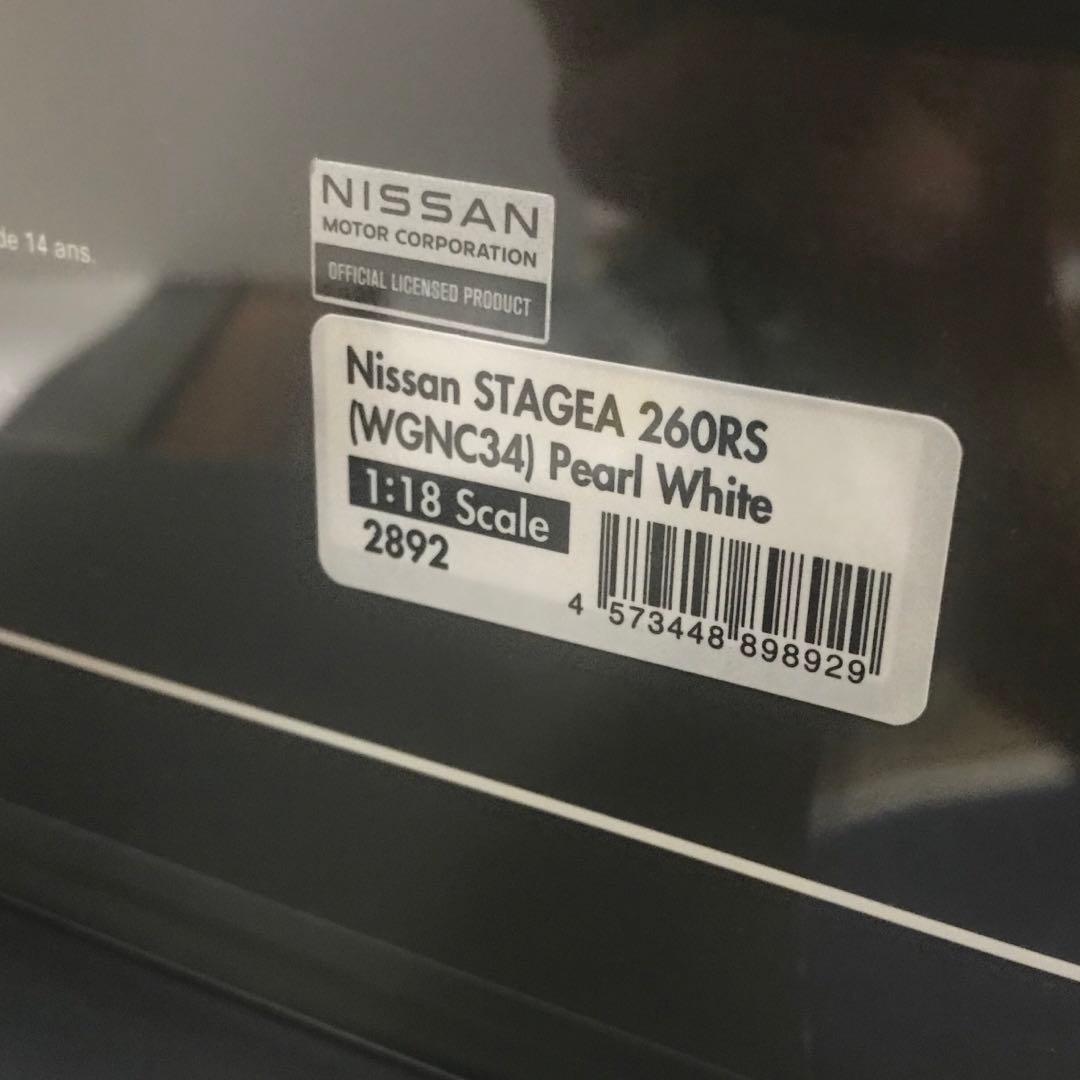 de 14 ans.
NISSAN
MOTOR CORPORATION
OFFICIAL LICENSED PRODUCT
Nissan STAGEA 260RS
(WGNC34) Pearl White
1:18 Scale
2892
4 573448 898929